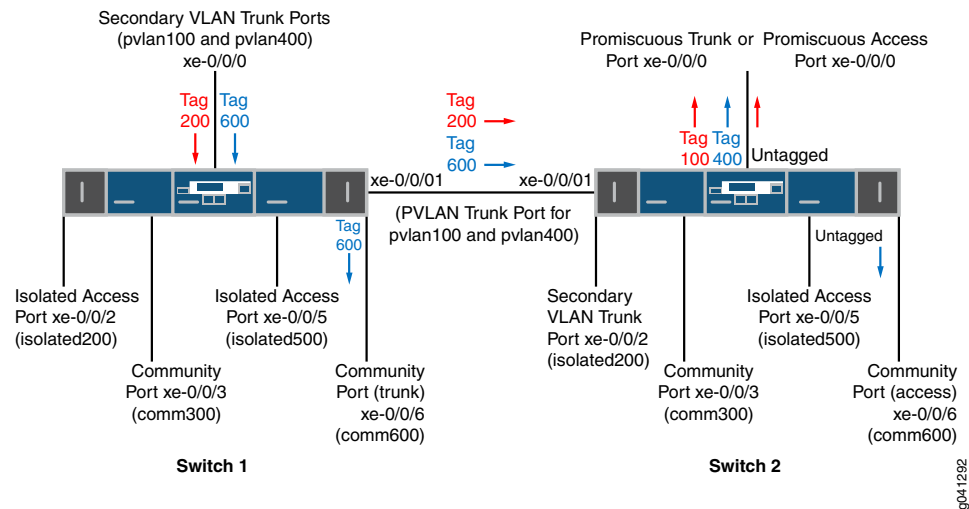 Secondary VLAN Trunk Ports
(pvlan100 and pvlan400)
xe-0/0/0
Promiscuous Trunk or Promiscuous Access
Port xe-0/0/0 Port xe-0/0/0
Tag Tag
200 600
Tag
200
Tag
600
Tag Tag
100 400 Untagged
xe-0/0/01 xe-0/0/01
(PVLAN Trunk Port for
pvlan100 and pvlan400)
Tag
600
Untagged
Isolated Access
Port xe-0/0/2
(isolated200)
Isolated Access
Port xe-0/0/5
(isolated500)
Community
Port xe-0/0/3
(comm300)
Community
Port (trunk)
xe-0/0/6
(comm600)
Secondary
VLAN Trunk
Port xe-0/0/2
(isolated200)
Isolated Access
Port xe-0/0/5
(isolated500)
Community
Port xe-0/0/3
(comm300)
Community
Port (access)
xe-0/0/6
(comm600)
Switch 1
Switch 2
g041292